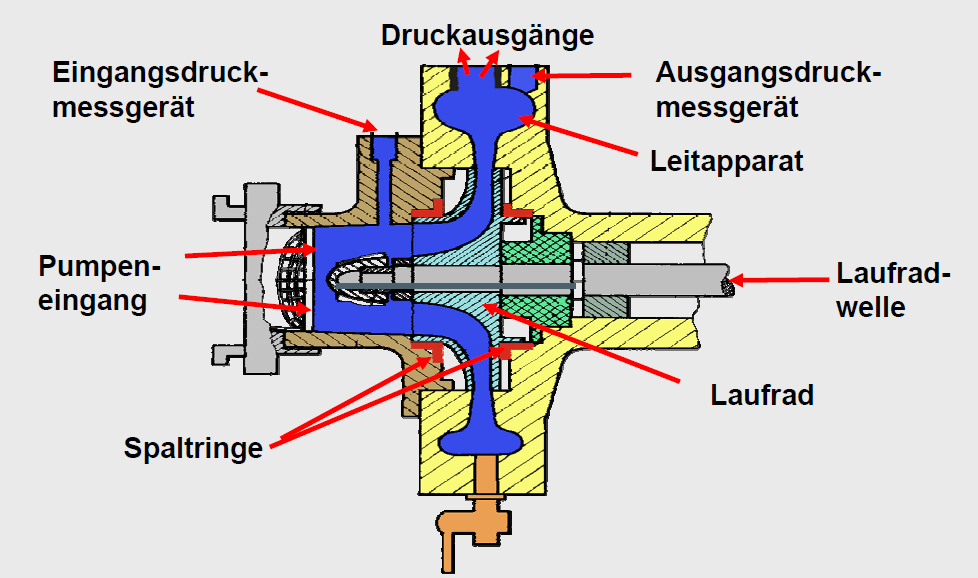 Druckausgänge
Eingangsdruck-
messgerät
Ausgangsdruck-
messgerät
Leitapparat
Pumpen-
eingang
Laufrad-
welle
Laufrad
Spaltringe